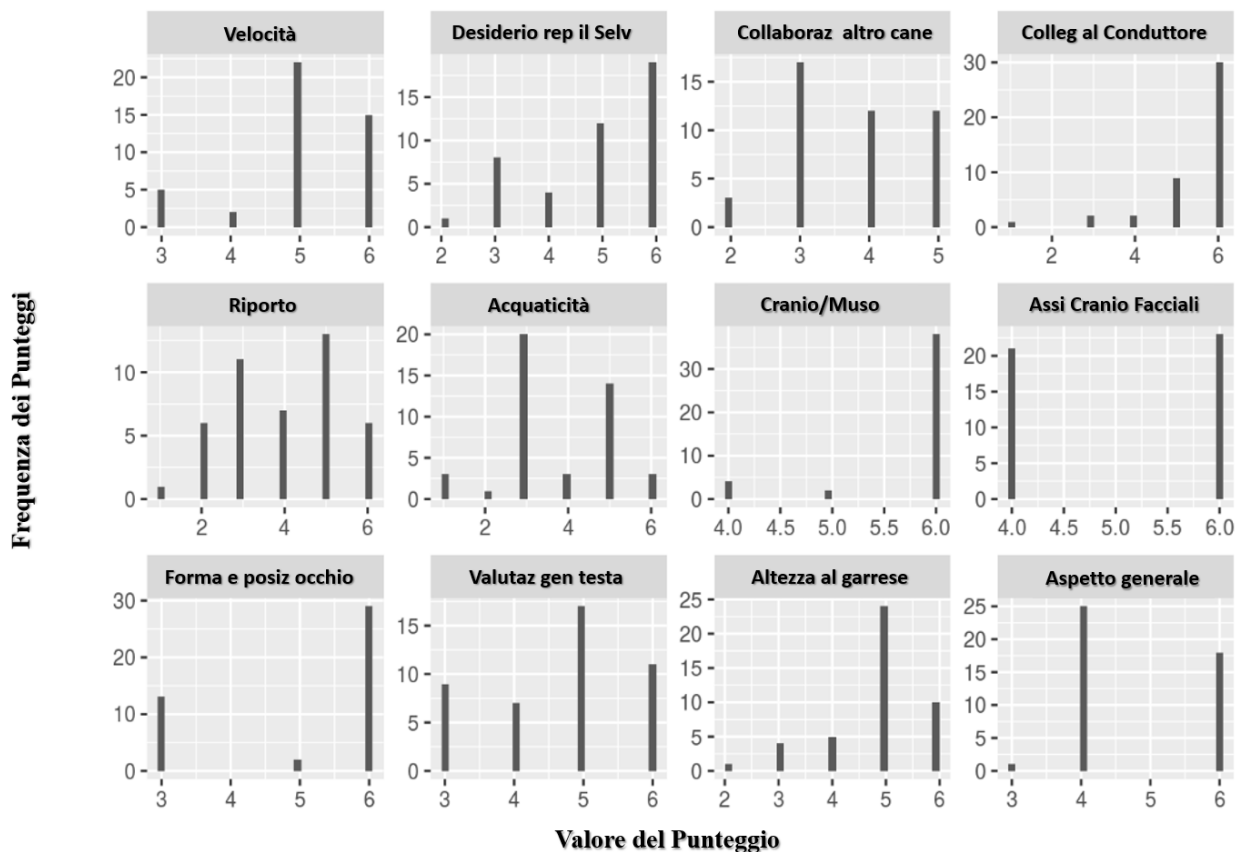 Velocità
Desiderio rep il Selv
Collaboraz altro cane
Colleg al Conduttore
20
15
10
5
0
3 4 5 6
15
10
5
0
2 3 4 5 6
15
10
5
0
2 3 4 5
30
20
10
0
2 4 6
Frequenza dei Punteggi
Riporto
Acquaticità
Cranio/Muso
Assi Cranio Facciali
10
5
0
2 4 6
20
15
10
5
0
2 4 6
30
20
10
0
4.0 4.5 5.0 5.5 6.0
20
15
10
5
0
4.0 4.5 5.0 5.5 6.0
Forma e posiz occhio
Valutaz gen testa
Altezza al garrese
Aspetto generale
30
20
10
0
3 4 5 6
15
10
5
0
3 4 5 6
25
20
15
10
5
0
2 3 4 5 6
25
20
15
10
5
0
3 4 5 6
Valore del Punteggio